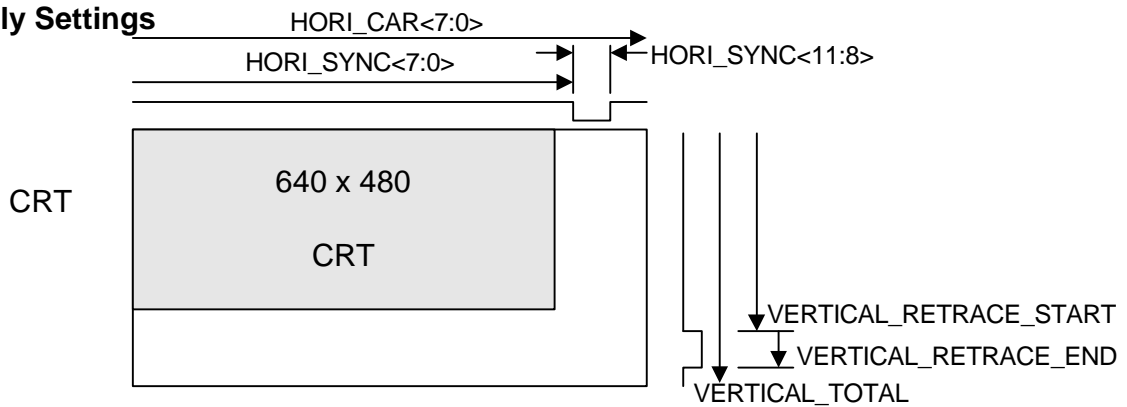 ly Settings
HORI_CAR<7:0>
HORI_SYNC<7:0>
HORI_SYNC<11:8>
CRT
640 x 480
CRT
VERTICAL_RETRACE_START
VERTICAL_RETRACE_END
VERTICAL_TOTAL